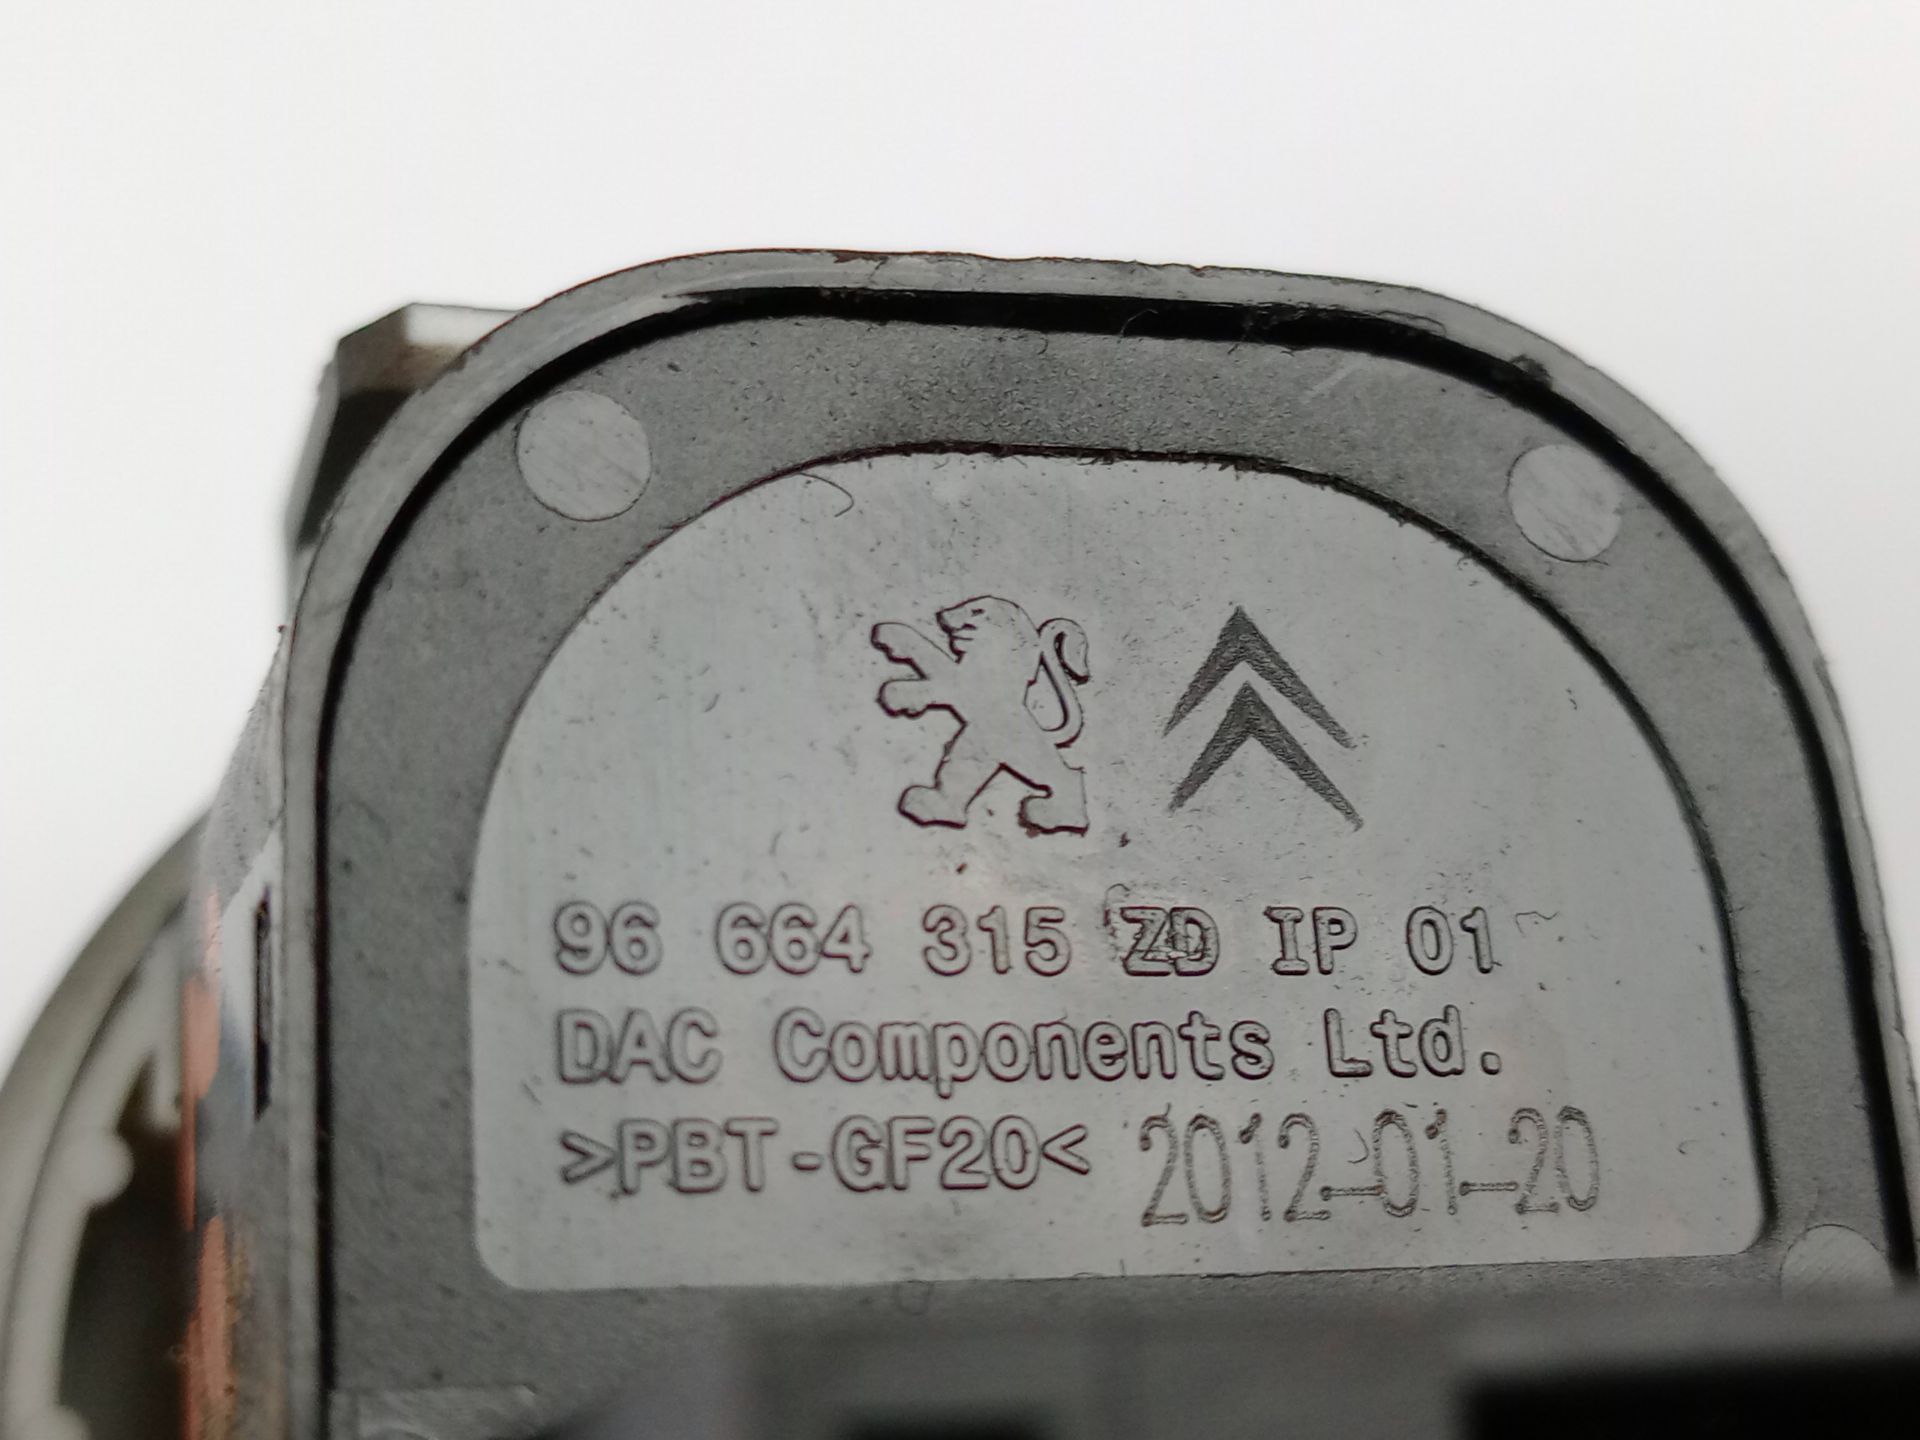 96 664 315 ZD IP 01
DAC Components Ltd.
>PBT-GF20< 2012-01-20